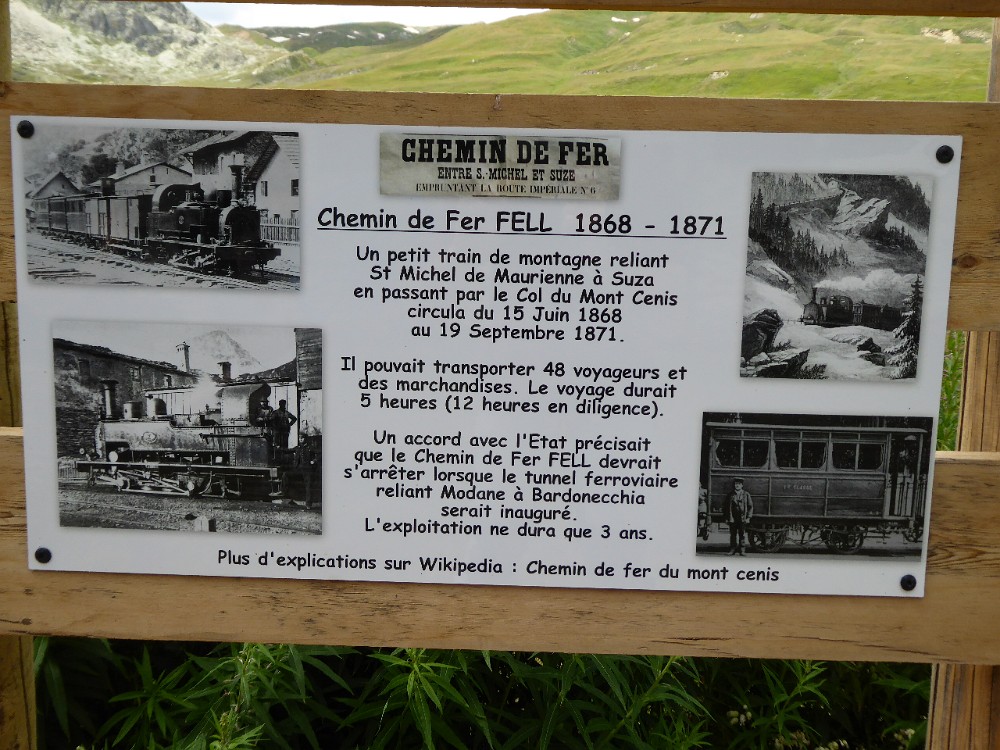 CHEMIN DE FER
ENTRE S. MICHEL ET SUZE
EMPRUNTANT LA ROUTE IMPÉRIALE N° 6
Chemin de Fer FELL 1868 - 1871
Un petit train de montagne reliant
St Michel de Maurienne à Suza
en passant par le Col du Mont Cenis
circula du 15 Juin 1868
au 19 Septembre 1871.
Il pouvait transporter 48 voyageurs et
des marchandises. Le voyage durait
5 heures (12 heures en diligence).
Un accord avec l'Etat précisait
que le Chemin de Fer FELL devrait
s'arrêter lorsque le tunnel ferroviaire
reliant Modane à Bardonecchia
serait inauguré.
L'exploitation ne dura que 3 ans.
Plus d'explications sur Wikipedia : Chemin de fer du mont cenis